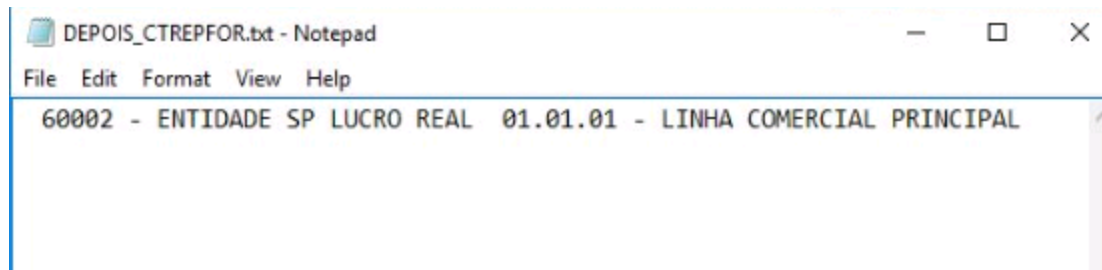 DEPOIS_CTREPFOR.txt - Notepad
File Edit Format View Help
60002 - ENTIDADE SP LUCRO REAL  01.01.01 - LINHA COMERCIAL PRINCIPAL